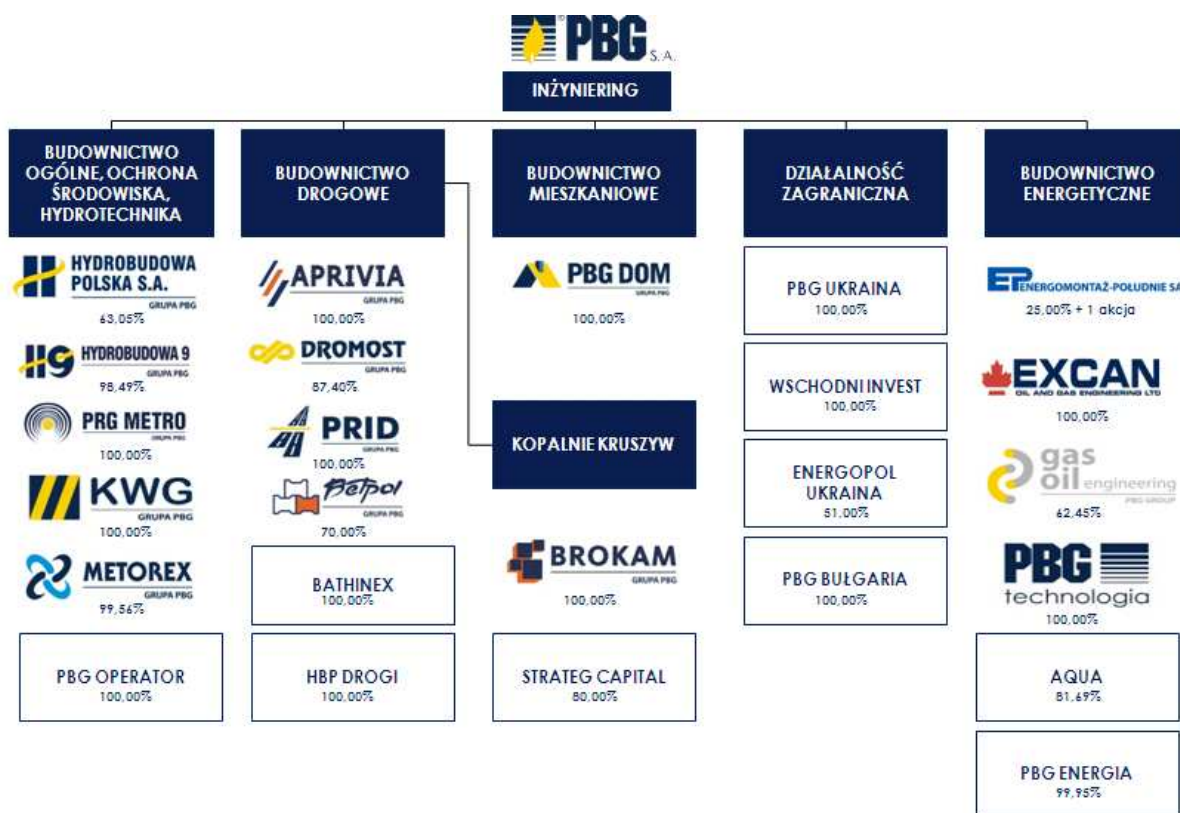 PBG S.A.
INŻYNIERING
BUDOWNICTWO
OGÓLNE, OCHRONA
ŚRODOWISKA,
HYDROTECHNIKA
HYDROBUDOWA
POLSKA S.A.
GRUPA PBG
63,05%
HYDROBUDOWA 9
GRUPA PBG
98,49%
PRG METRO
GRUPA PBG
100,00%
KWG
GRUPA PBG
100,00%
METOREX
GRUPA PBG
99,56%
PBG OPERATOR
100,00%
BUDOWNICTWO
DROGOWE
APRIVIA
GRUPA PBG
100,00%
DROMOST
GRUPA PBG
87,40%
PRID
GRUPA PBG
100,00%
Betpol
GRUPA PBG
70,00%
BATHINEX
100,00%
HBP DROGI
100,00%
BUDOWNICTWO
MIESZKANIOWE
PBG DOM
GRUPA PBG
100,00%
KOPALNIE KRUSZYW
BROKAM
GRUPA PBG
100,00%
STRATEG CAPITAL
80,00%
DZIAŁALNOŚĆ
ZAGRANICZNA
PBG UKRAINA
100,00%
WSCHODNI INVEST
100,00%
ENERGOPOL
UKRAINA
51,00%
PBG BUŁGARIA
100,00%
BUDOWNICTWO
ENERGETYCZNE
EP ENERGOMONTAŻ-POŁUDNIE SA
25,00% + 1 akcja
EXCAN
OIL AND GAS ENGINEERING LTD
100,00%
gas
oil engineering
PBG GROUP
62,45%
PBG
technologia
100,00%
AQUA
81,69%
PBG ENERGIA
99,95%